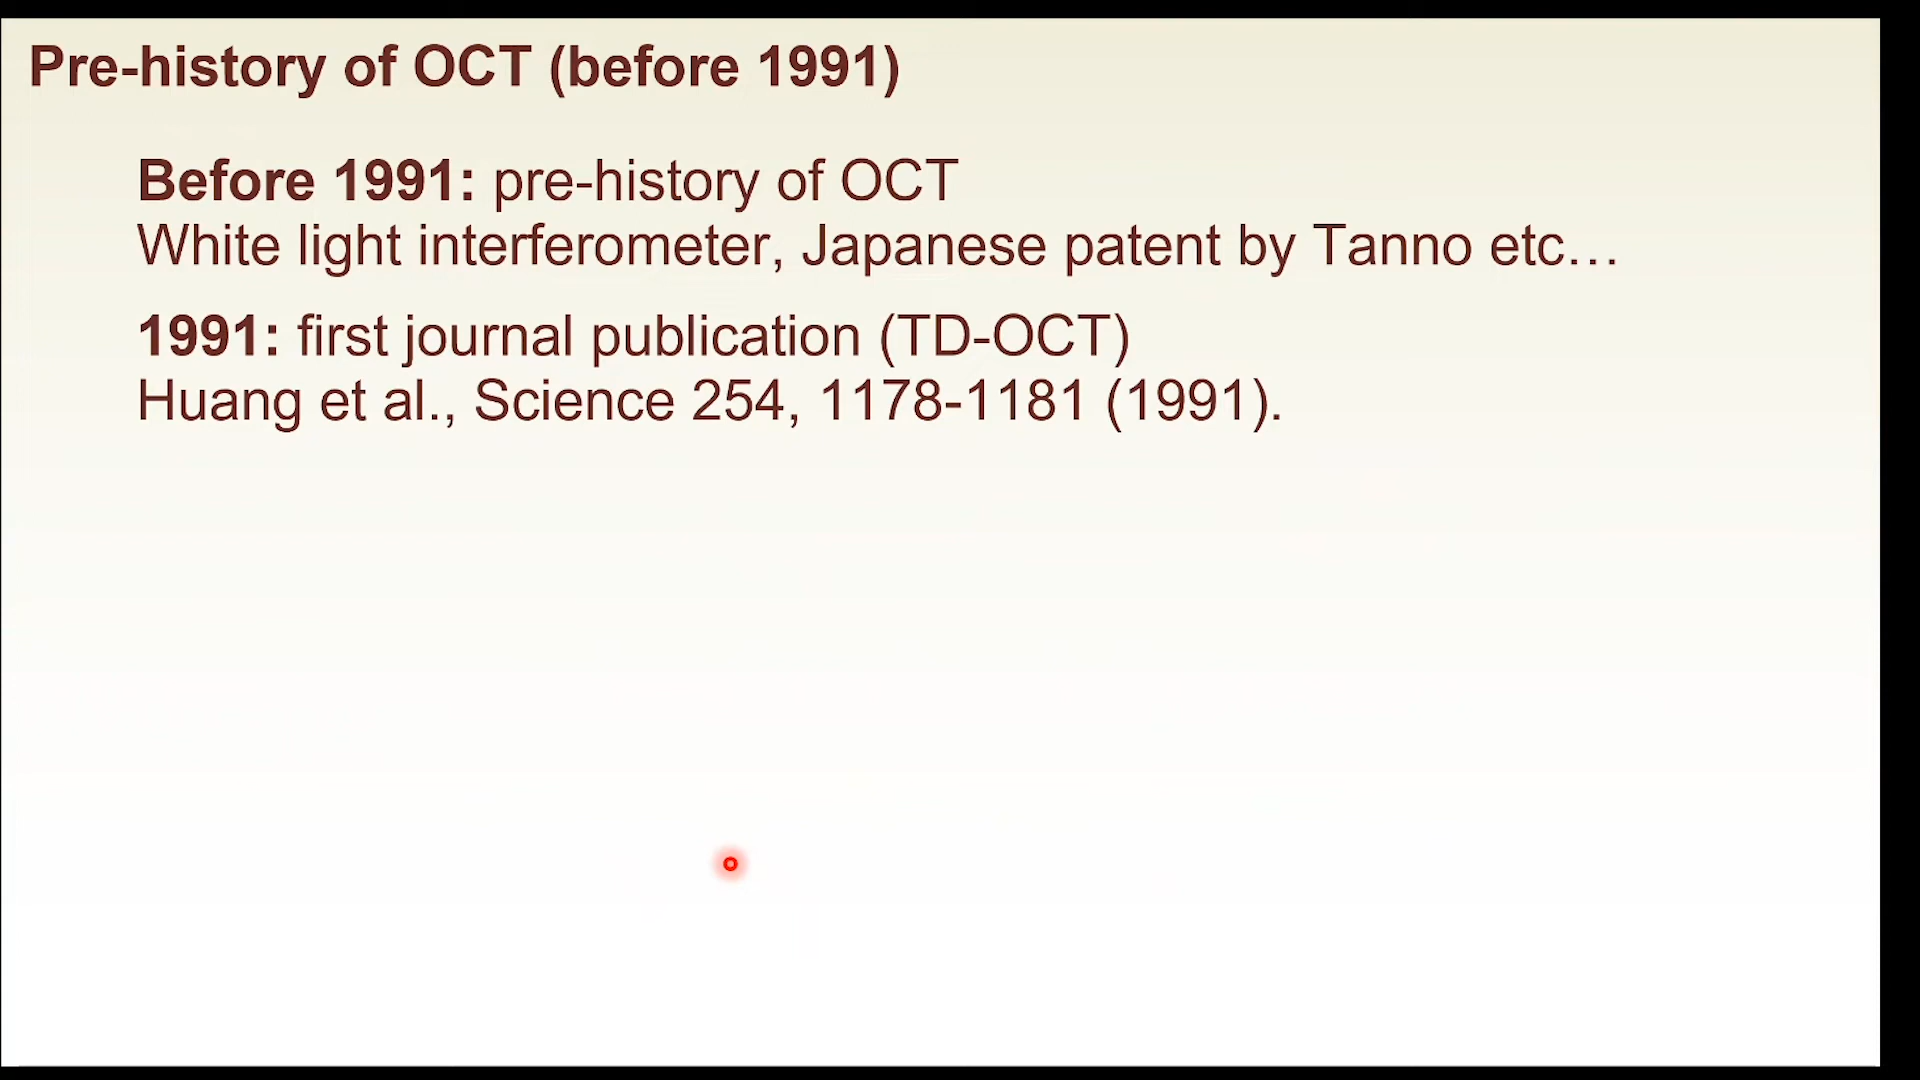 Pre-history of OCT (before 1991)
Before 1991: pre-history of OCT
White light interferometer, Japanese patent by Tanno etc…
1991: first journal publication (TD-OCT)
Huang et al., Science 254, 1178-1181 (1991).